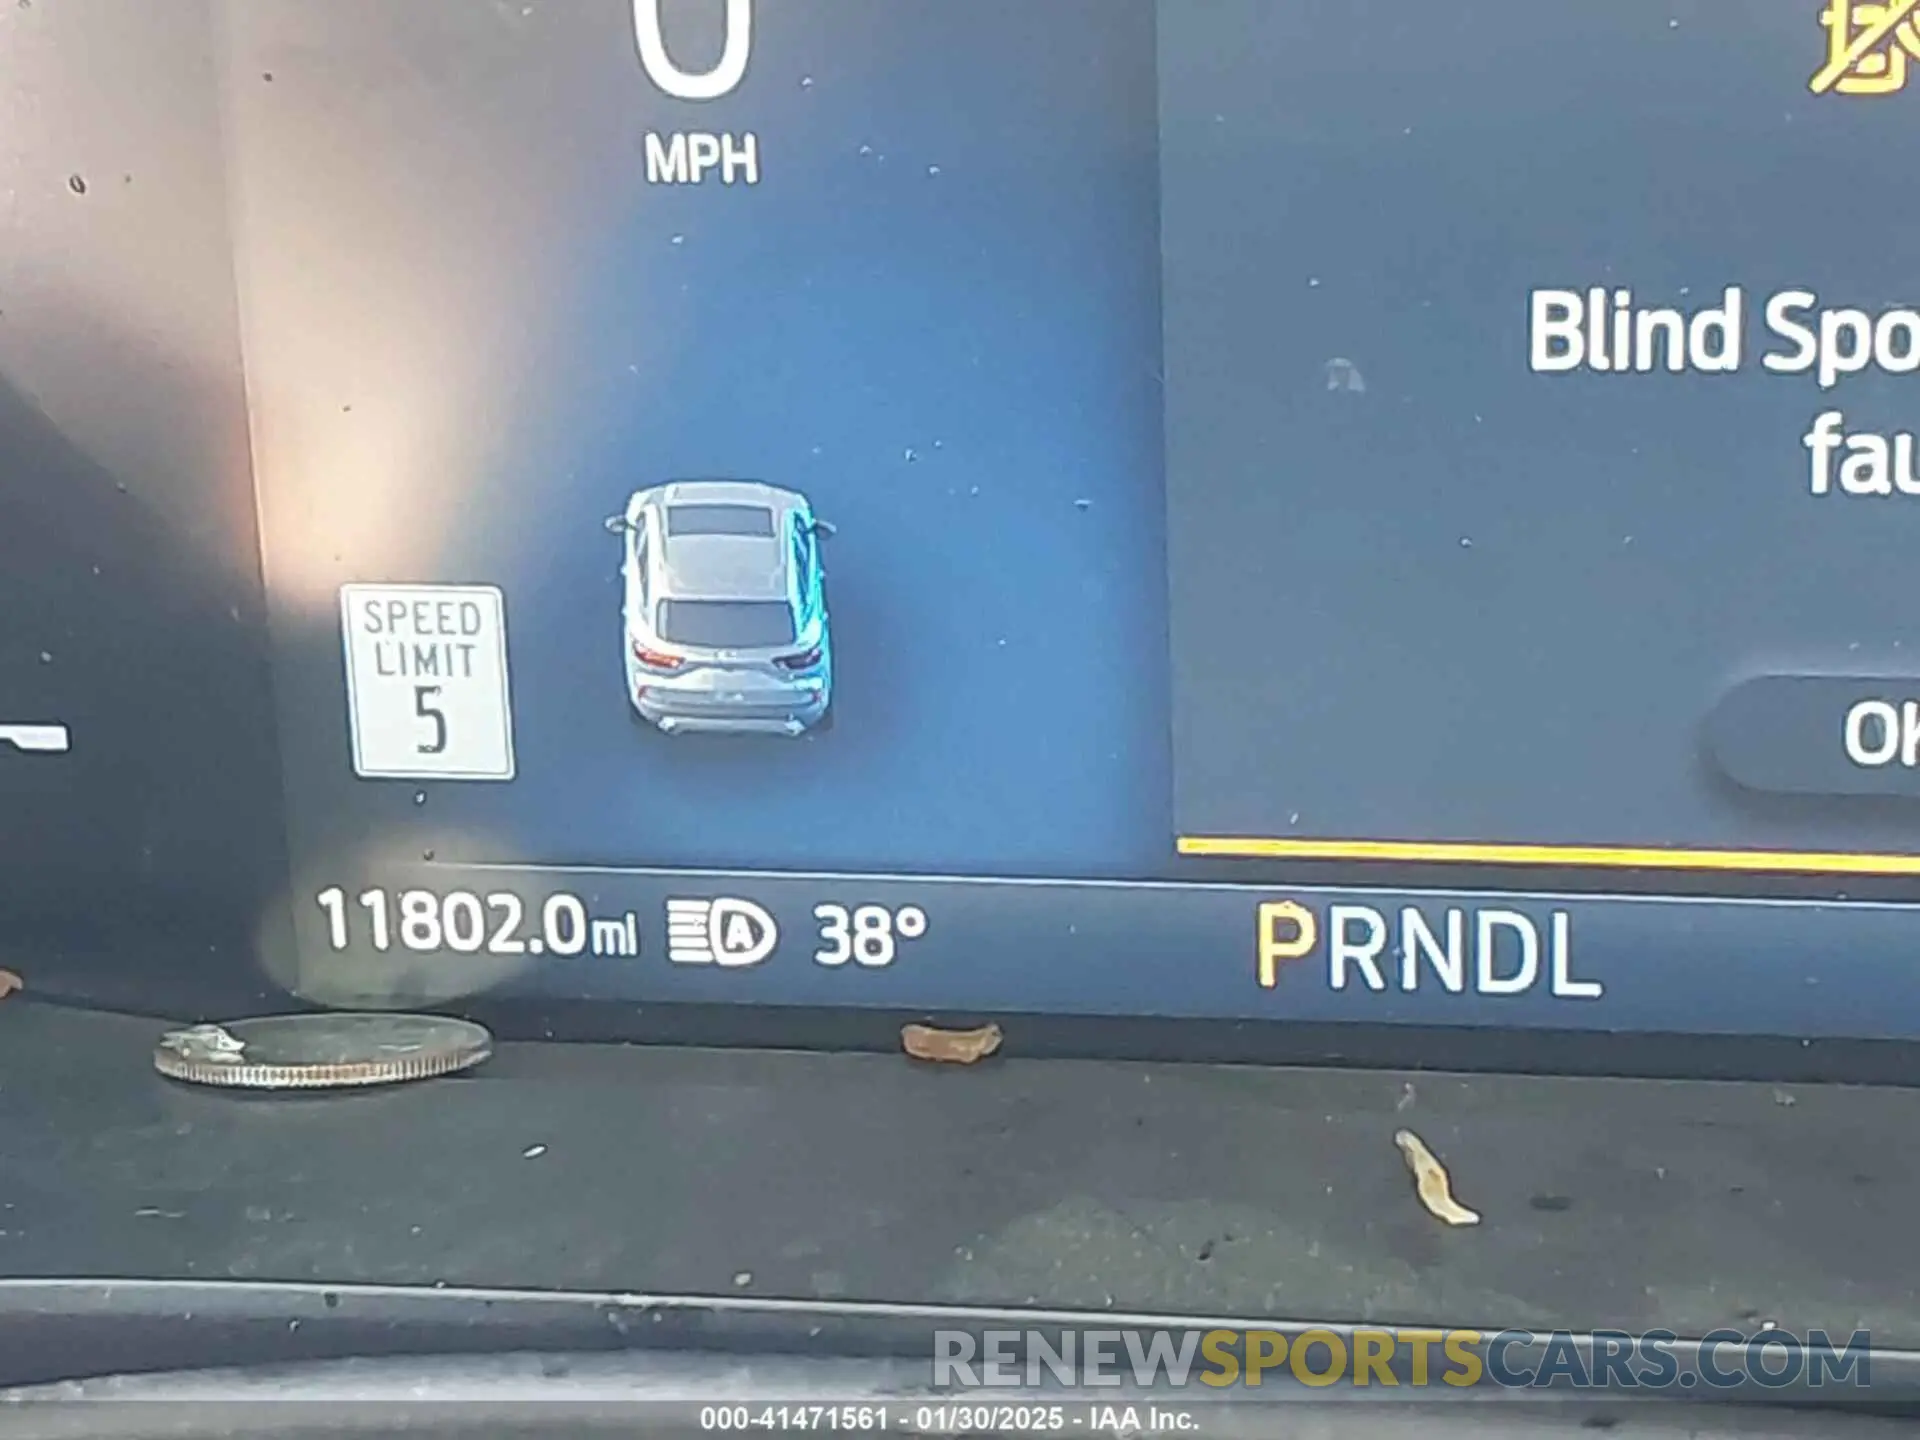 0
MPH
Blind Spo
fau
SPEED
LIMIT
5
OK
11802.0mi A 38° PRNDL
RENEWSPORTSCARS.COM
000-41471561 - 01/30/2025 - IAA Inc.